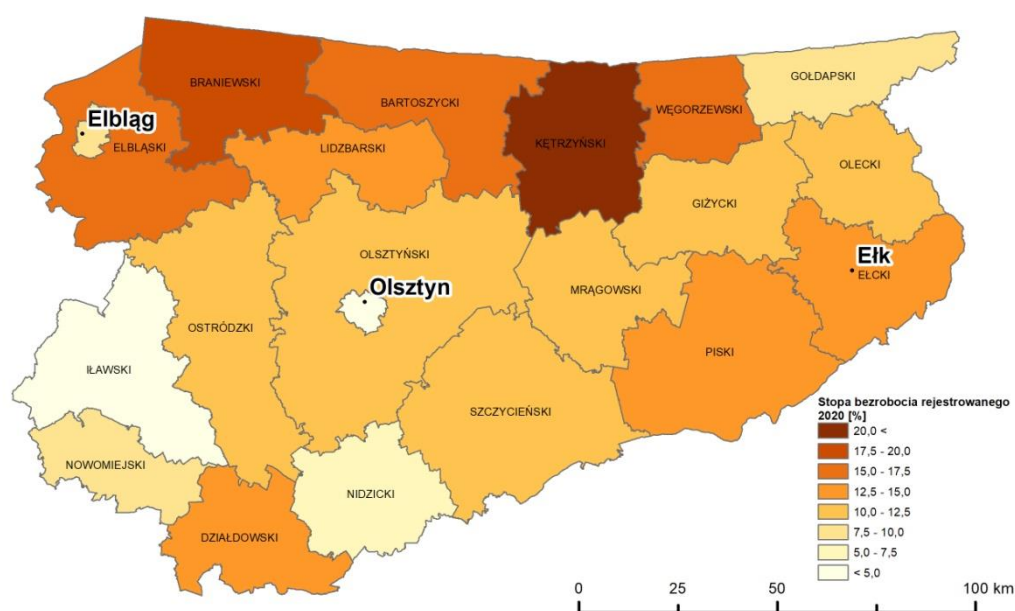 GOŁDAPSKI
BRANIEWSKI
BARTOSZYCKI
WĘGORZEWSKI
Elbląg
ELBLĄSKI
LIDZBARSKI
KĘTRZYŃSKI
OLECKI
GIŻYCKI
OLSZTYŃSKI
Ełk
EŁCKI
Olsztyn
MRĄGOWSKI
OSTRÓDZKI
PISKI
IŁAWSKI
SZCZYCIEŃSKI
NOWOMIEJSKI
NIDZICKI
DZIAŁDOWSKI
Stopa bezrobocia rejestrowanego
2020 [%]
20,0 <
17,5 - 20,0
15,0 - 17,5
12,5 - 15,0
10,0 - 12,5
7,5 - 10,0
5,0 - 7,5
< 5,0
0 25 50 100 km